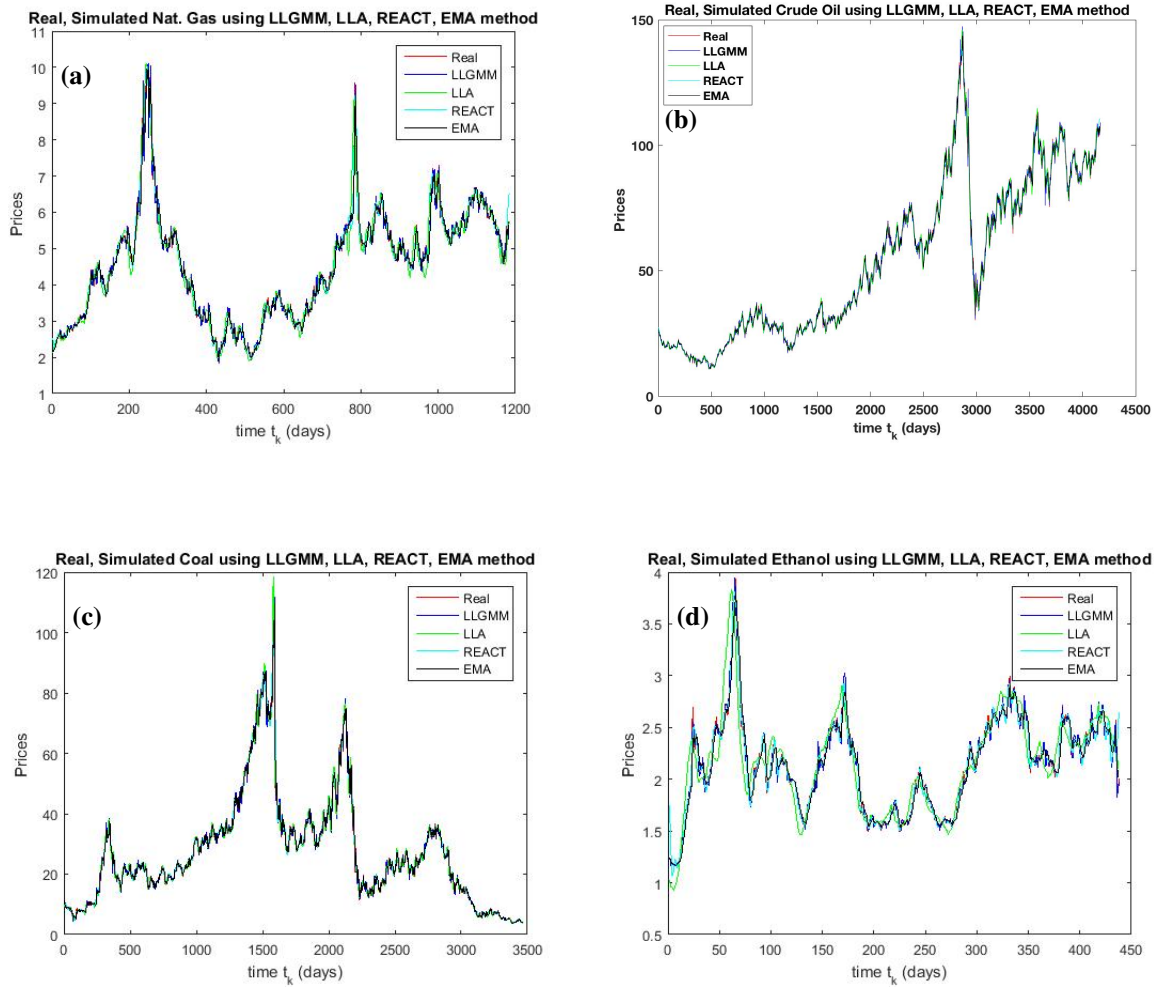 Real, Simulated Nat. Gas using LLGMM, LLA, REACT, EMA method
11
10
9
8
7
6
5
4
3
2
1
Prices
(a)
Real
LLGMM
LLA
REACT
EMA
0 200 400 600 800 1000 1200
time t_k (days)
Real, Simulated Crude Oil using LLGMM, LLA, REACT, EMA method
150
100
50
0
Prices
Real
LLGMM
LLA
REACT
EMA
(b)
0 500 1000 1500 2000 2500 3000 3500 4000 4500
time t_k (days)
Real, Simulated Coal using LLGMM, LLA, REACT, EMA method
120
100
80
60
40
20
0
Prices
(c)
Real
LLGMM
LLA
REACT
EMA
0 500 1000 1500 2000 2500 3000 3500
time t_k (days)
Real, Simulated Ethanol using LLGMM, LLA, REACT, EMA method
4
3.5
3
2.5
2
1.5
1
0.5
Prices
(d)
Real
LLGMM
LLA
REACT
EMA
0 50 100 150 200 250 300 350 400 450
time t_k (days)